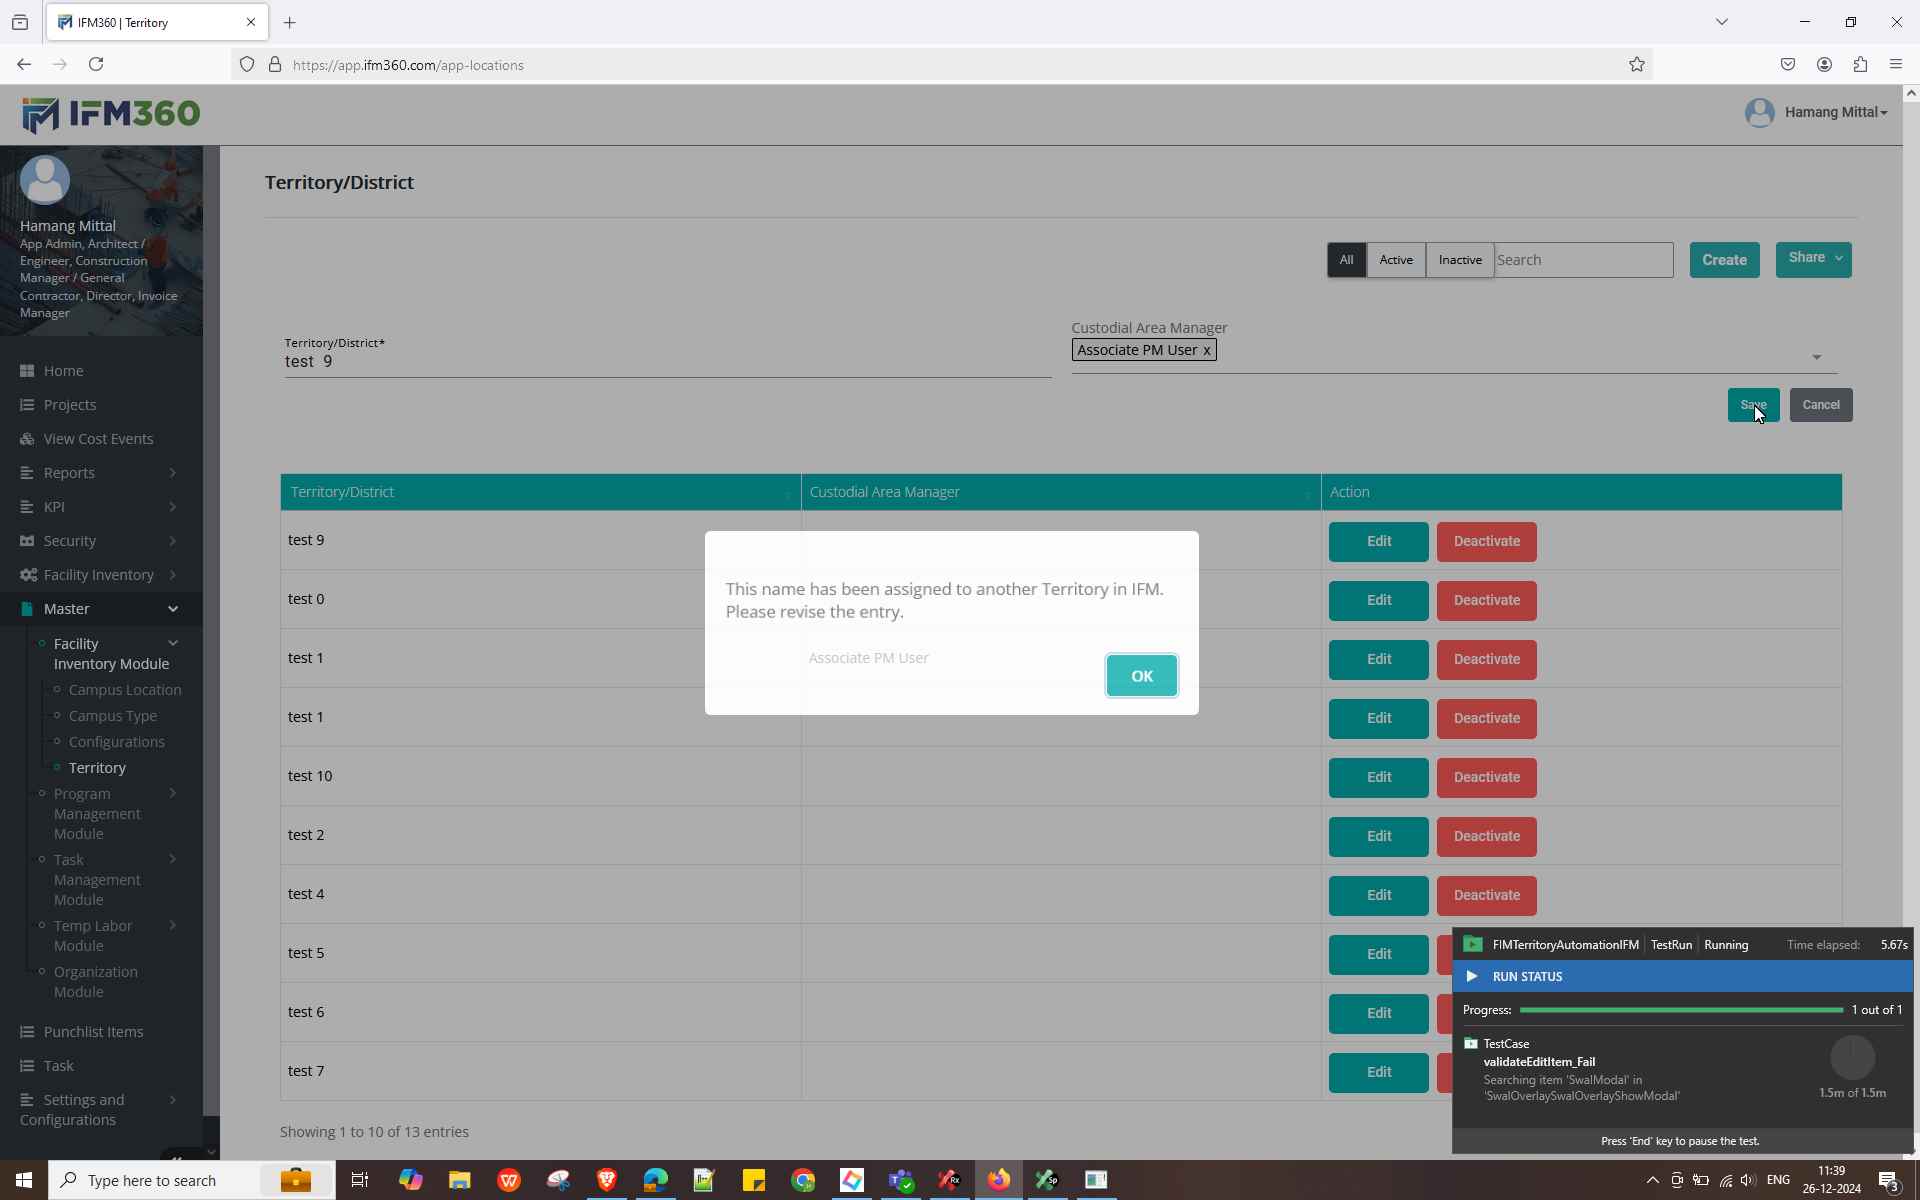 IFM360 | Territory
https://app.ifm360.com/app-locations
IFM360
Hamang Mittal
Hamang Mittal
App Admin, Architect /
Engineer, Construction
Manager / General
Contractor, Director, Invoice
Manager
Home
Projects
View Cost Events
Reports
KPI
Security
Facility Inventory
Master
Facility
Inventory Module
Campus Location
Campus Type
Configurations
Territory
Program
Management
Module
Task
Management
Module
Temp Labor
Module
Organization
Module
Punchlist Items
Task
Settings and
Configurations
Territory/District
All Active Inactive Search Create Share
Territory/District*
test 9
Custodial Area Manager
Associate PM User x
Save Cancel
Territory/District Custodial Area Manager Action
test 9 Edit Deactivate
test 0 Edit Deactivate
test 1 Associate PM User Edit Deactivate
test 1 Edit Deactivate
test 10 Edit Deactivate
test 2 Edit Deactivate
test 4 Edit Deactivate
test 5 Edit
test 6 Edit
test 7 Edit
Showing 1 to 10 of 13 entries
This name has been assigned to another Territory in IFM.
Please revise the entry.
OK
FIMTerritoryAutomationIFM TestRun Running Time elapsed: 5.67s
RUN STATUS
Progress: 1 out of 1
TestCase
validateEditItem_Fail
Searching item 'SwalModal' in
'SwalOverlaySwalOverlayShowModal'
1.5m of 1.5m
Press 'End' key to pause the test.
Type here to search
ENG
11:39
26-12-2024
3